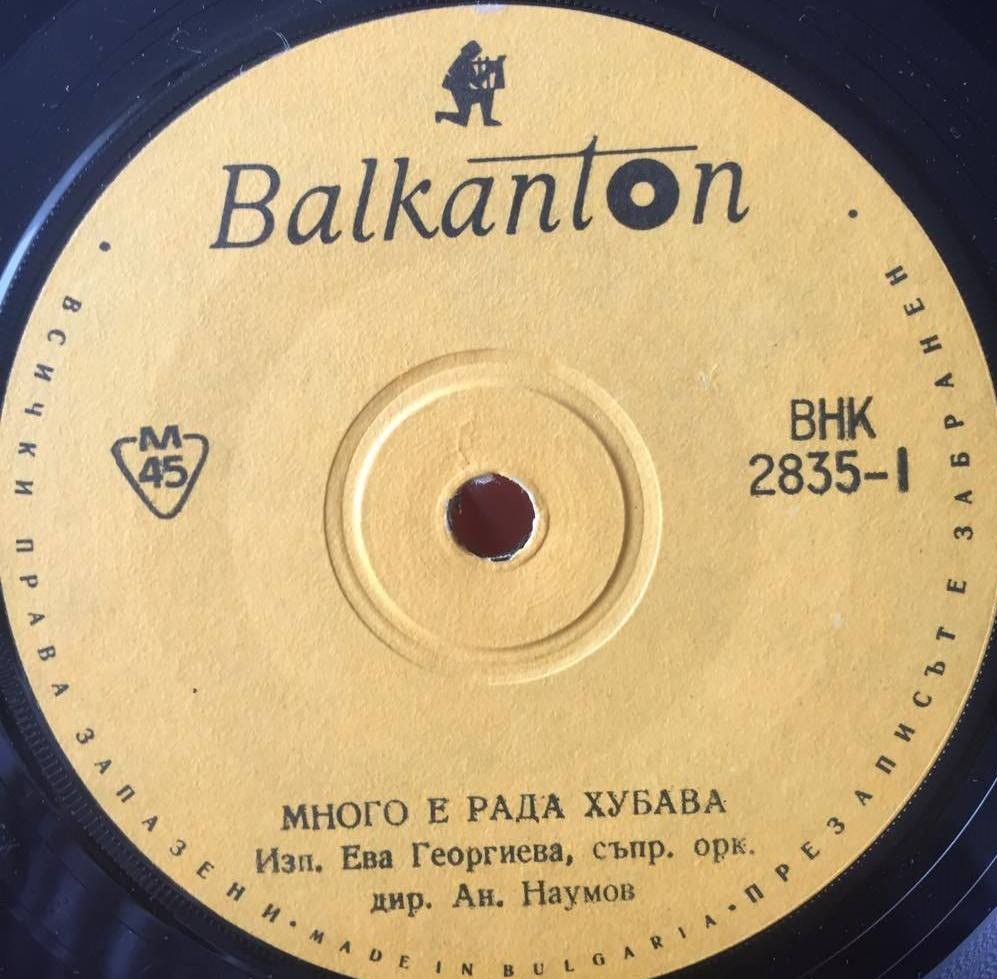 Balkanton
М
45
ВНК
2835-1
МНОГО Е РАДА ХУБАВА
Изп. Ева Георгиева, съпр. орк.
дир. Ан. Наумов
• ВСИЧКИ ПРАВА ЗАПАЗЕНИ • MADE IN BULGARIA • ПРЕЗАПИСЪТ Е ЗАБРАНЕН •